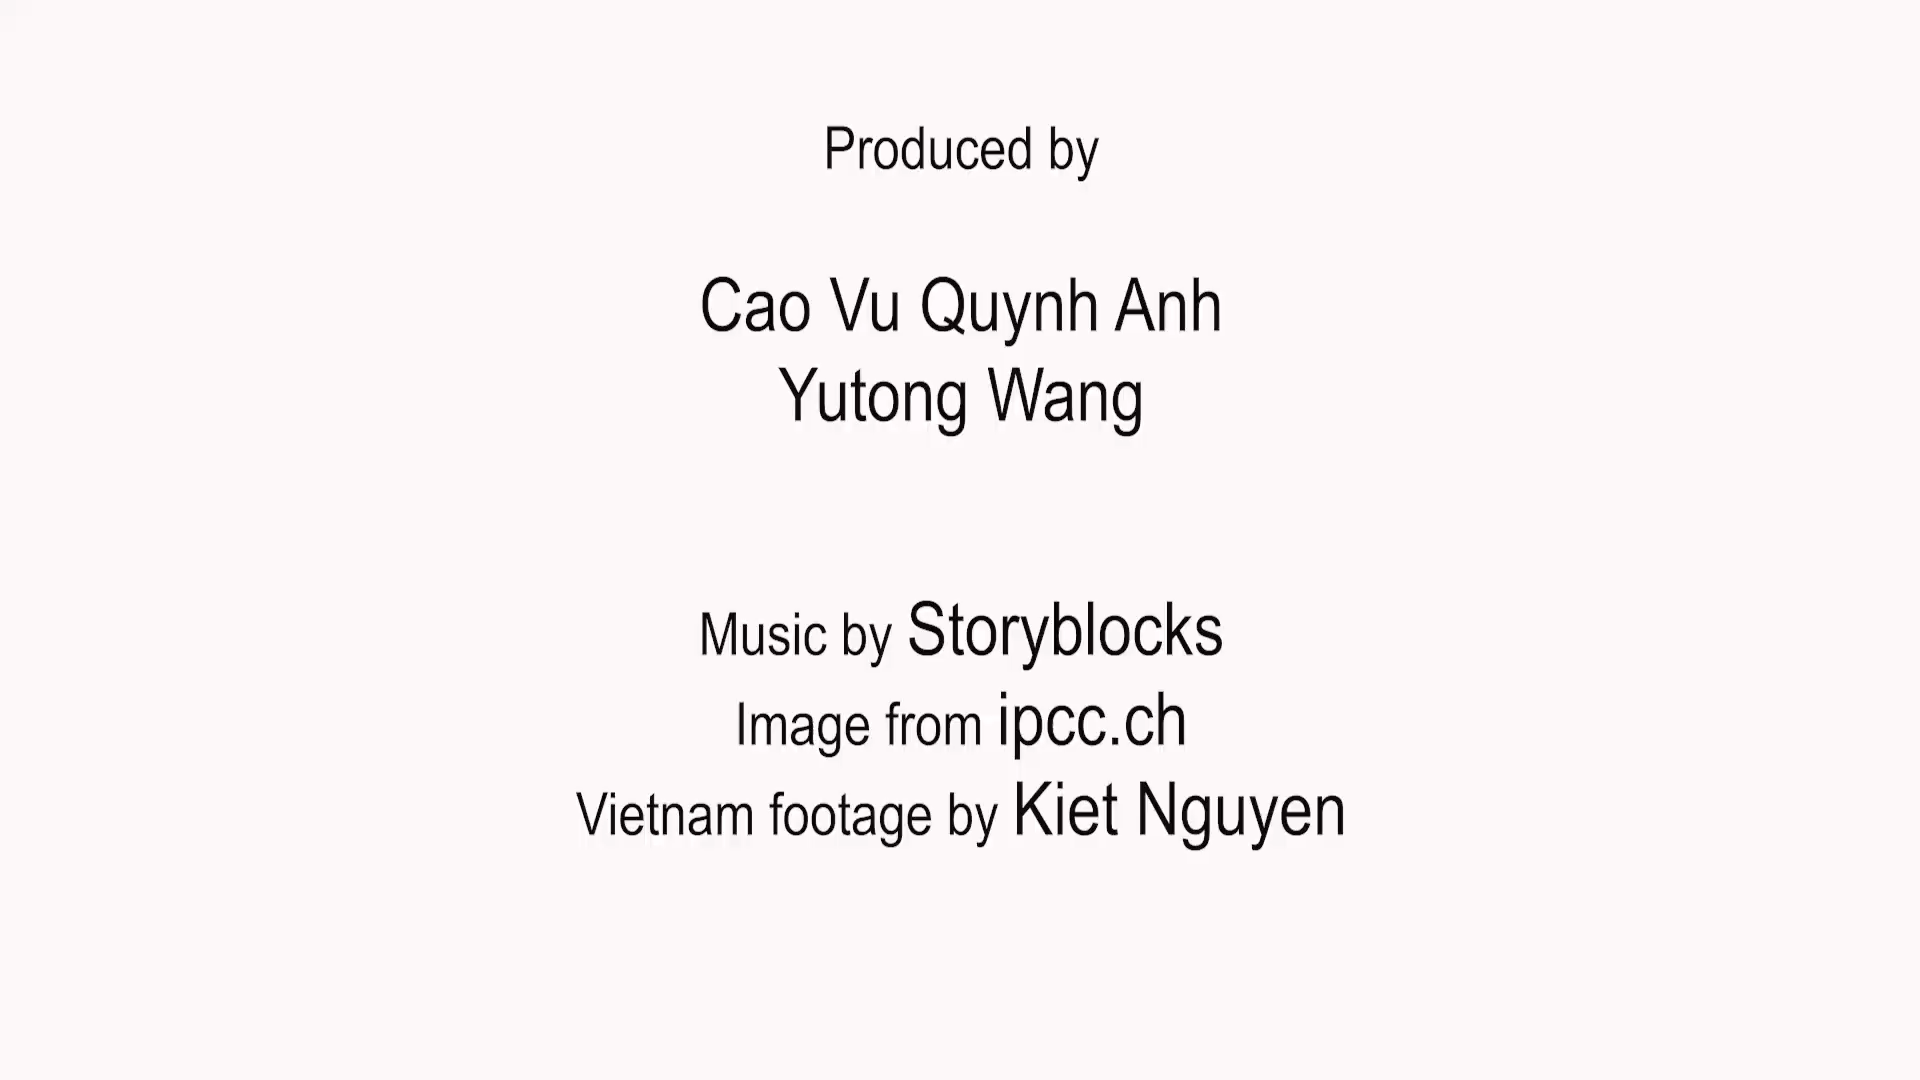 Produced by
Cao Vu Quynh Anh
Yutong Wang
Music by Storyblocks
Image from ipcc.ch
Vietnam footage by Kiet Nguyen